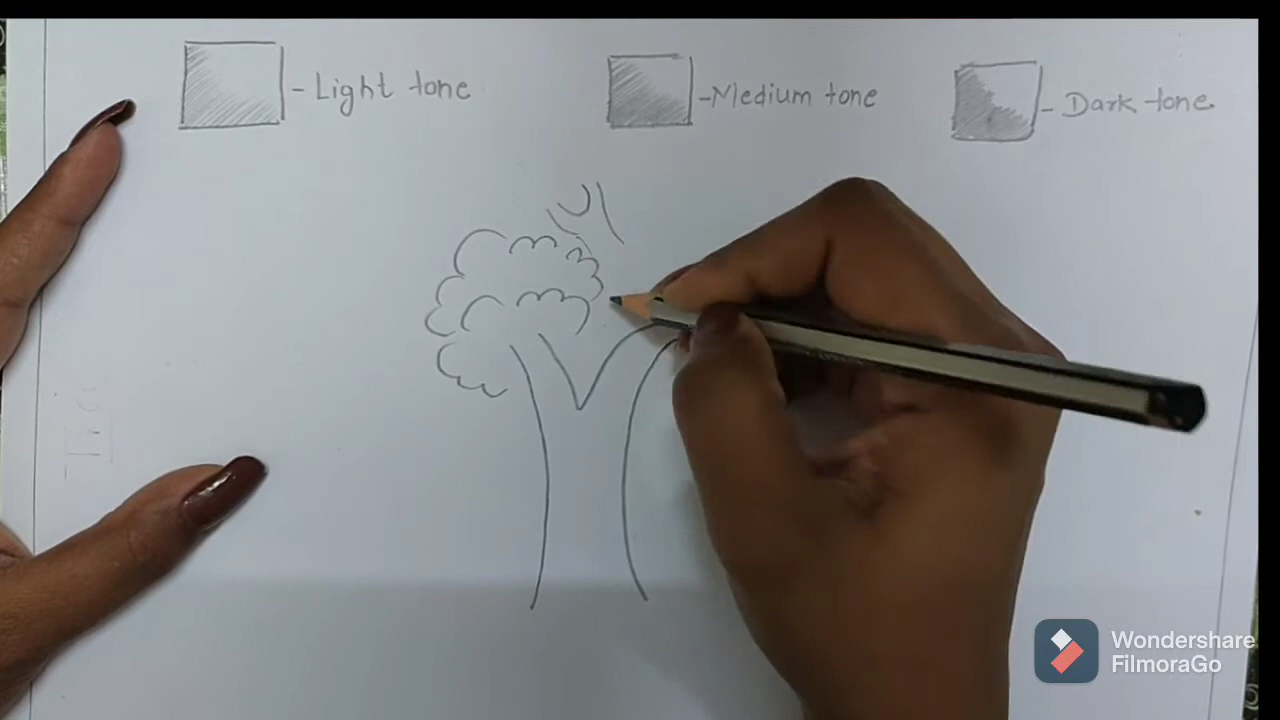 - Light tone
- Medium tone
- Dark tone
Wondershare
FilmoraGo